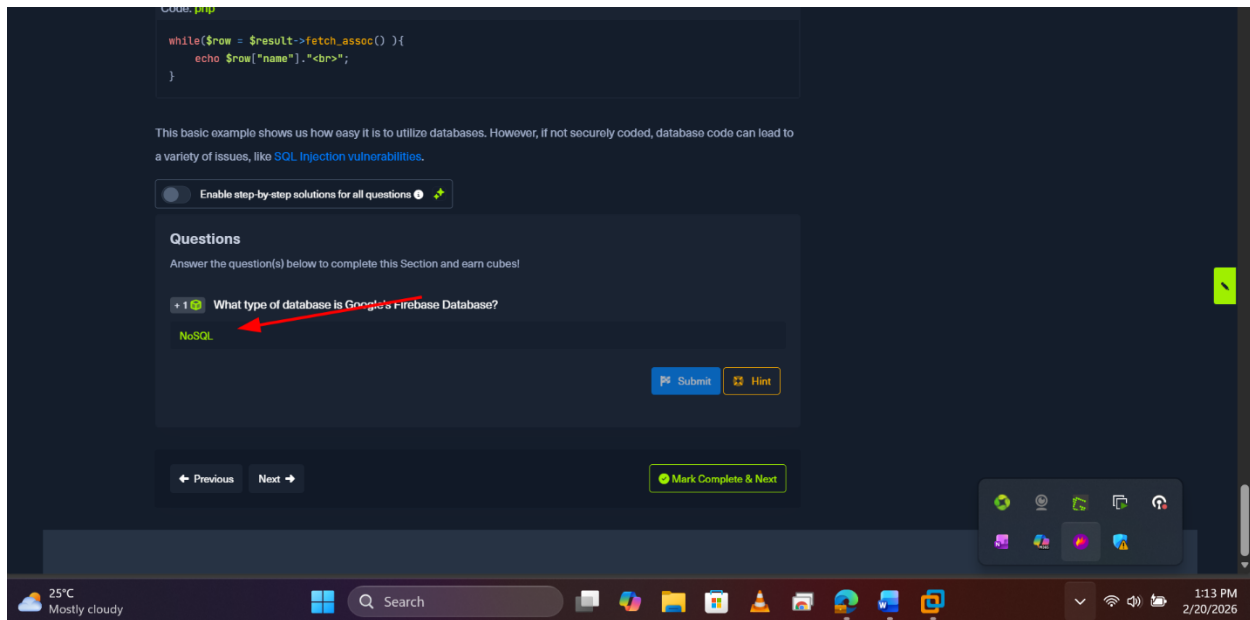 Code: php
while($row = $result->fetch_assoc() ){
    echo $row["name"]."<br>";
}
This basic example shows us how easy it is to utilize databases. However, if not securely coded, database code can lead to
a variety of issues, like SQL Injection vulnerabilities.
Enable step-by-step solutions for all questions
Questions
Answer the question(s) below to complete this Section and earn cubes!
+ 1 What type of database is Google's Firebase Database?
NoSQL
Submit Hint
Previous Next Mark Complete & Next
25°C
Mostly cloudy
Search
1:13 PM
2/20/2026